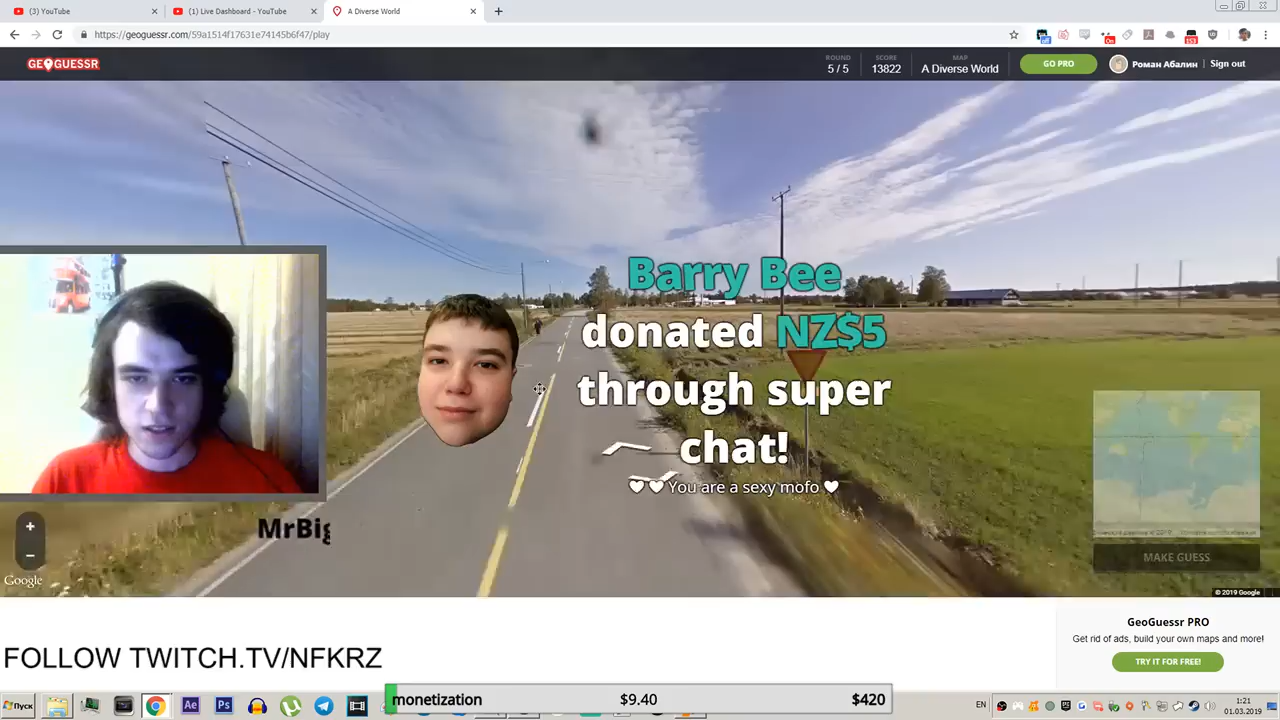 (3) YouTube
(1) Live Dashboard - YouTube
A Diverse World
https://geoguessr.com/59a1514f17631e74145b6f47/play
GEOGUESSR
ROUND
5 / 5
SCORE
13822
MAP
A Diverse World
GO PRO
Роман Абалин
Sign out
Barry Bee
donated NZ$5
through super
chat!
You are a sexy mofo
MrBig
Google
MAKE GUESS
© 2019 Google
GeoGuessr PRO
Get rid of ads, build your own maps and more!
TRY IT FOR FREE!
FOLLOW TWITCH.TV/NFKRZ
monetization
$9.40
$420
Пуск
Ae
Ps
EN
1:21
01.03.2019